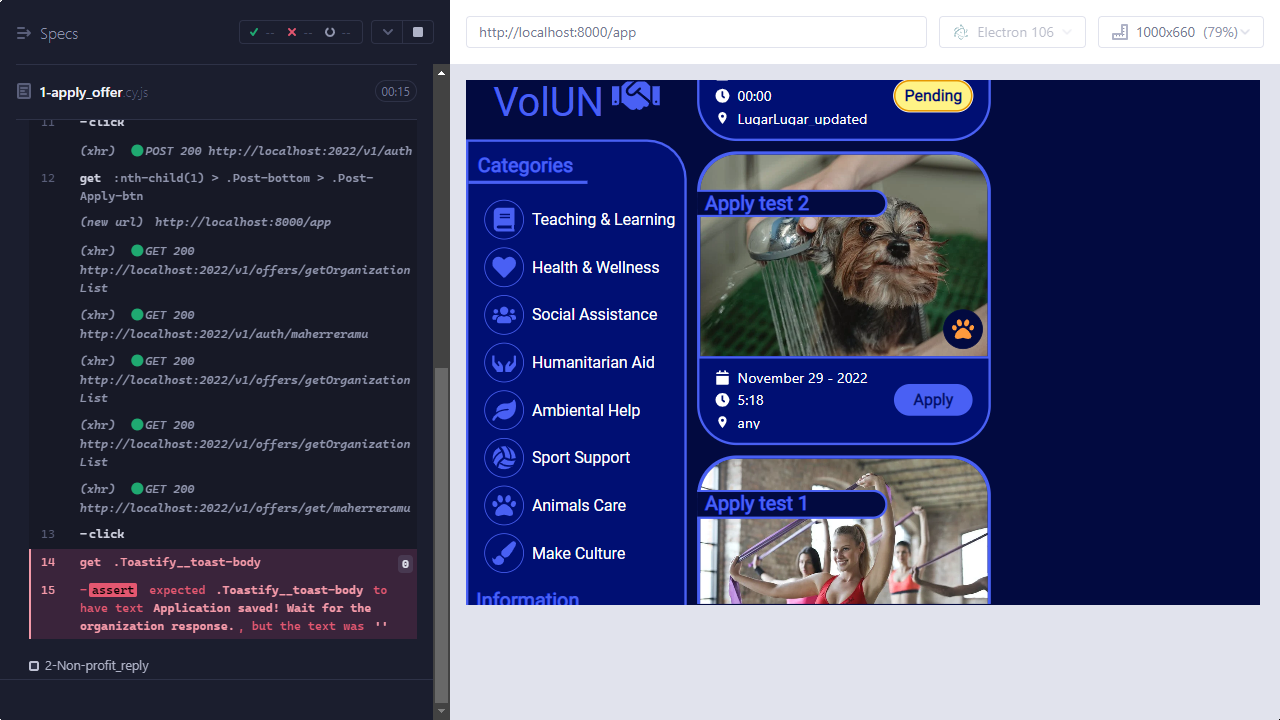 Specs
--
--
--
http://localhost:8000/app
Electron 106
1000x660 (79%)
1-apply_offer.cy.js
00:15
11 -click
(xhr) POST 200 http://localhost:2022/v1/auth
12 get :nth-child(1) > .Post-bottom > .Post-
Apply-btn
(new url) http://localhost:8000/app
(xhr) GET 200
http://localhost:2022/v1/offers/getOrganization
List
(xhr) GET 200
http://localhost:2022/v1/auth/maherreramu
(xhr) GET 200
http://localhost:2022/v1/offers/getOrganization
List
(xhr) GET 200
http://localhost:2022/v1/offers/getOrganization
List
(xhr) GET 200
http://localhost:2022/v1/offers/get/maherreramu
13 -click
14 get .Toastify__toast-body 0
15 -assert expected .Toastify__toast-body to
have text Application saved! Wait for the
organization response., but the text was ''
2-Non-profit_reply
VolUN
Categories
Teaching & Learning
Health & Wellness
Social Assistance
Humanitarian Aid
Ambiental Help
Sport Support
Animals Care
Make Culture
Information
00:00
LugarLugar_updated
Pending
Apply test 2
November 29 - 2022
5:18
any
Apply
Apply test 1